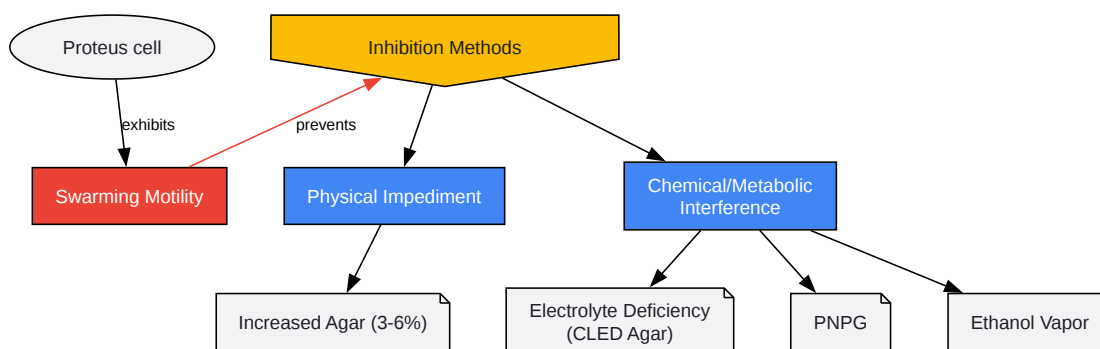 Proteus cell
Inhibition Methods
exhibits
prevents
Swarming Motility
Physical Impediment
Chemical/Metabolic
Interference
Increased Agar (3-6%)
Electrolyte Deficiency
(CLED Agar)
PNPG
Ethanol Vapor